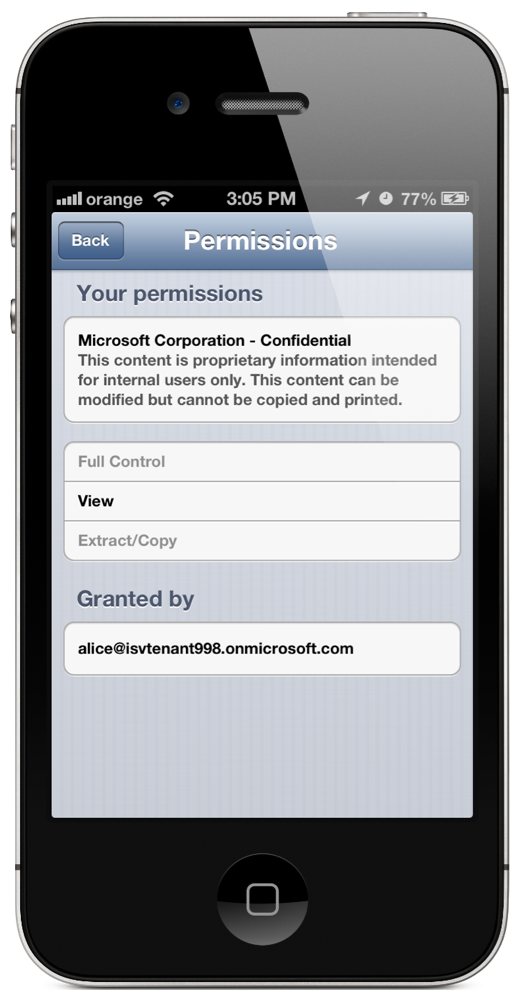 orange 3:05 PM 77%
Back Permissions
Your permissions
Microsoft Corporation - Confidential
This content is proprietary information intended
for internal users only. This content can be
modified but cannot be copied and printed.
Full Control
View
Extract/Copy
Granted by
alice@isvtenant998.onmicrosoft.com